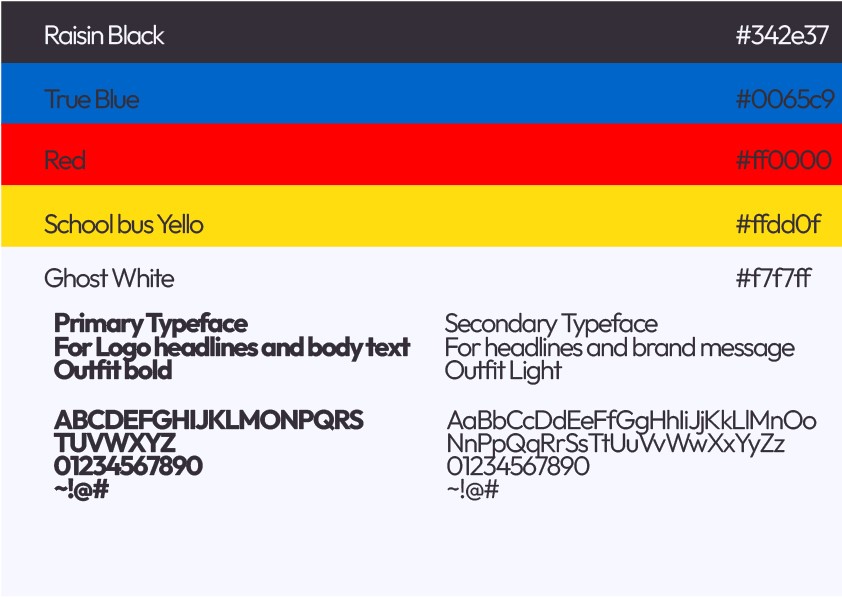 Raisin Black #342e37
True Blue #0065c9
Red #ff0000
School bus Yello #ffdd0f
Ghost White #f7f7ff
Primary Typeface
For Logo headlines and body text
Outfit bold
Secondary Typeface
For headlines and brand message
Outfit Light
ABCDEFGHIJKLMONPQRS
TUVWXYZ
01234567890
~!@#
AaBbCcDdEeFfGgHhIiJjKkLlMnOo
NnPpQqRrSsTtUuVvWwXxYyZz
01234567890
~!@#